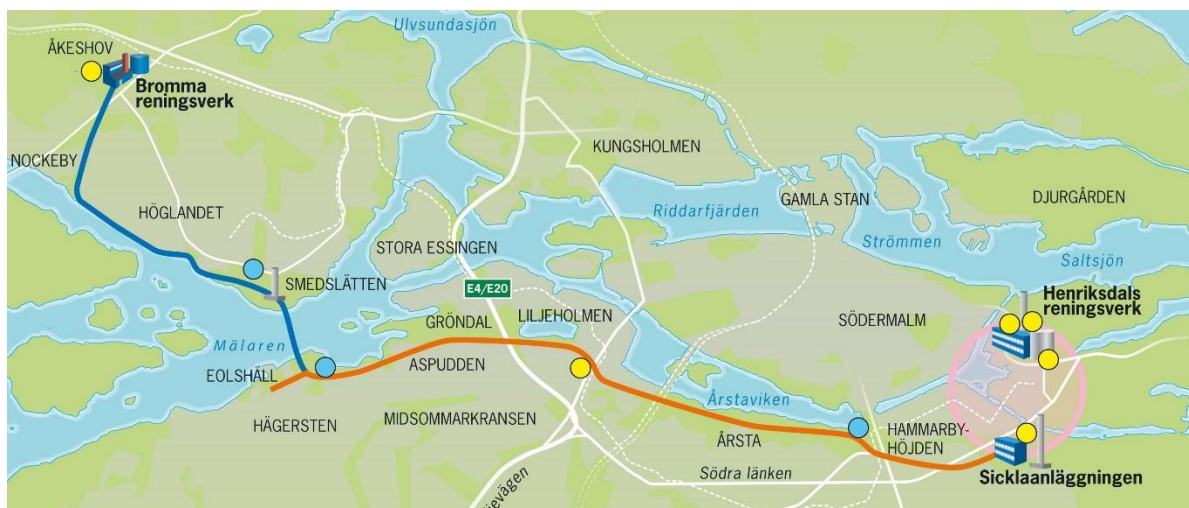 Ulvsundasjön
ÅKESHOV
Bromma
reningsverk
NOCKEBY
KUNGSHOLMEN
GAMLA STAN
DJURGÅRDEN
HÖGLANDET
Riddarfjärden
Strömmen
STORA ESSINGEN
Saltsjön
SMEDSLÄTTEN
E4/E20
Henriksdals
reningsverk
LILJEHOLMEN
GRÖNDAL
SÖDERMALM
Mälaren
ASPUDDEN
EOLSHÄLL
Årstaviken
HÄGERSTEN
MIDSOMMARKRANSEN
ÅRSTA
HAMMARBY-
HÖJDEN
Södra länken
Sicklaanläggningen